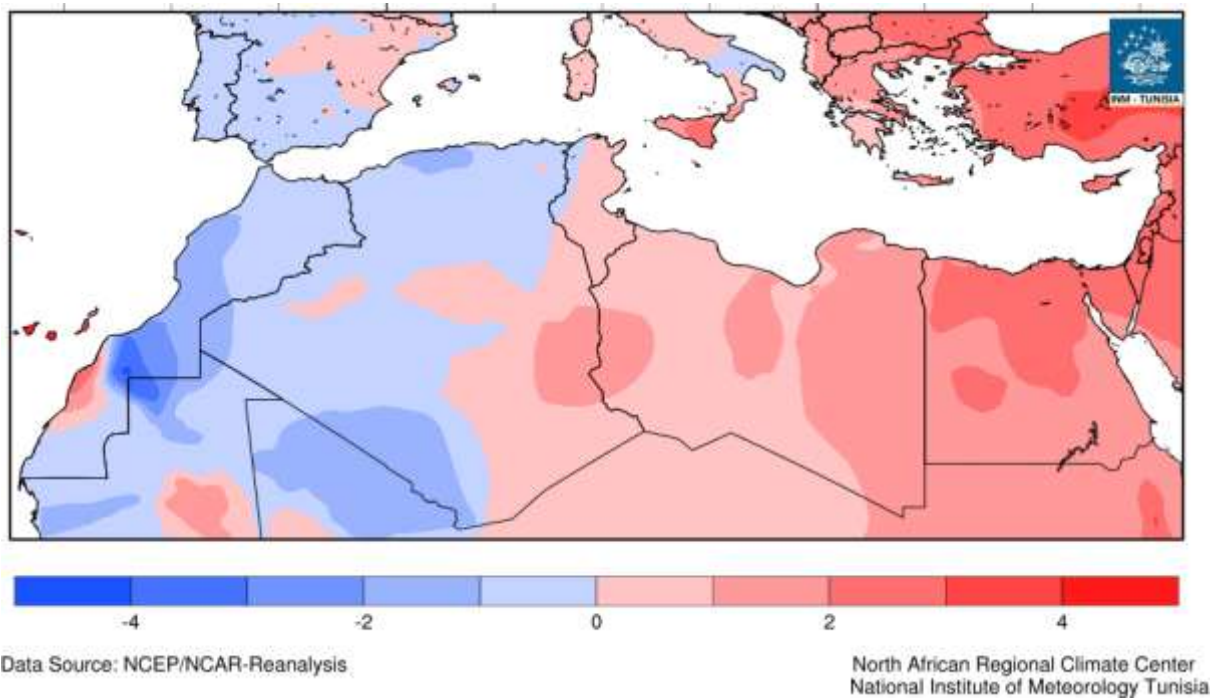 INM - TUNISIA
-4 -2 0 2 4
Data Source: NCEP/NCAR-Reanalysis
North African Regional Climate Center
National Institute of Meteorology Tunisia